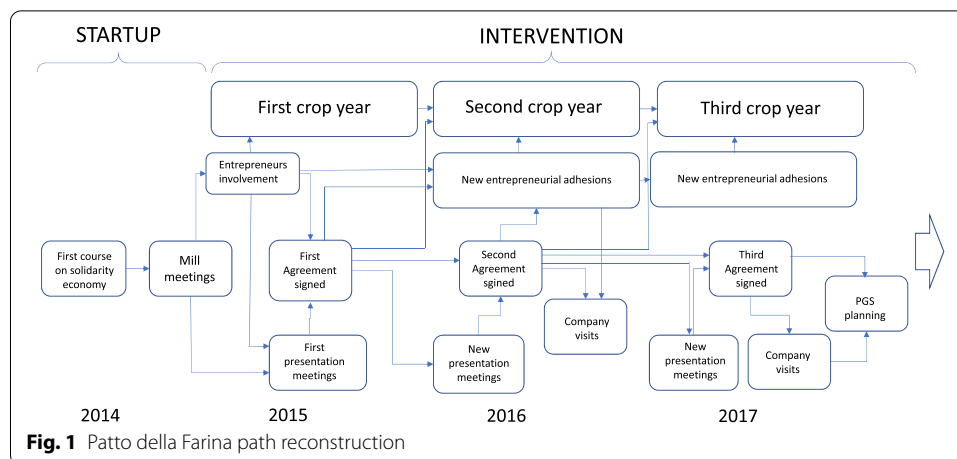 STARTUP
INTERVENTION
First crop year
Second crop year
Third crop year
Entrepreneurs
involvement
New entrepreneurial adhesions
New entrepreneurial adhesions
First course
on solidarity
economy
Mill
meetings
First
Agreement
signed
Second
Agreement
sgined
Third
Agreement
signed
PGS
planning
Company
visits
First
presentation
meetings
New
presentation
meetings
New
presentation
meetings
Company
visits
2014
2015
2016
2017
Fig. 1 Patto della Farina path reconstruction